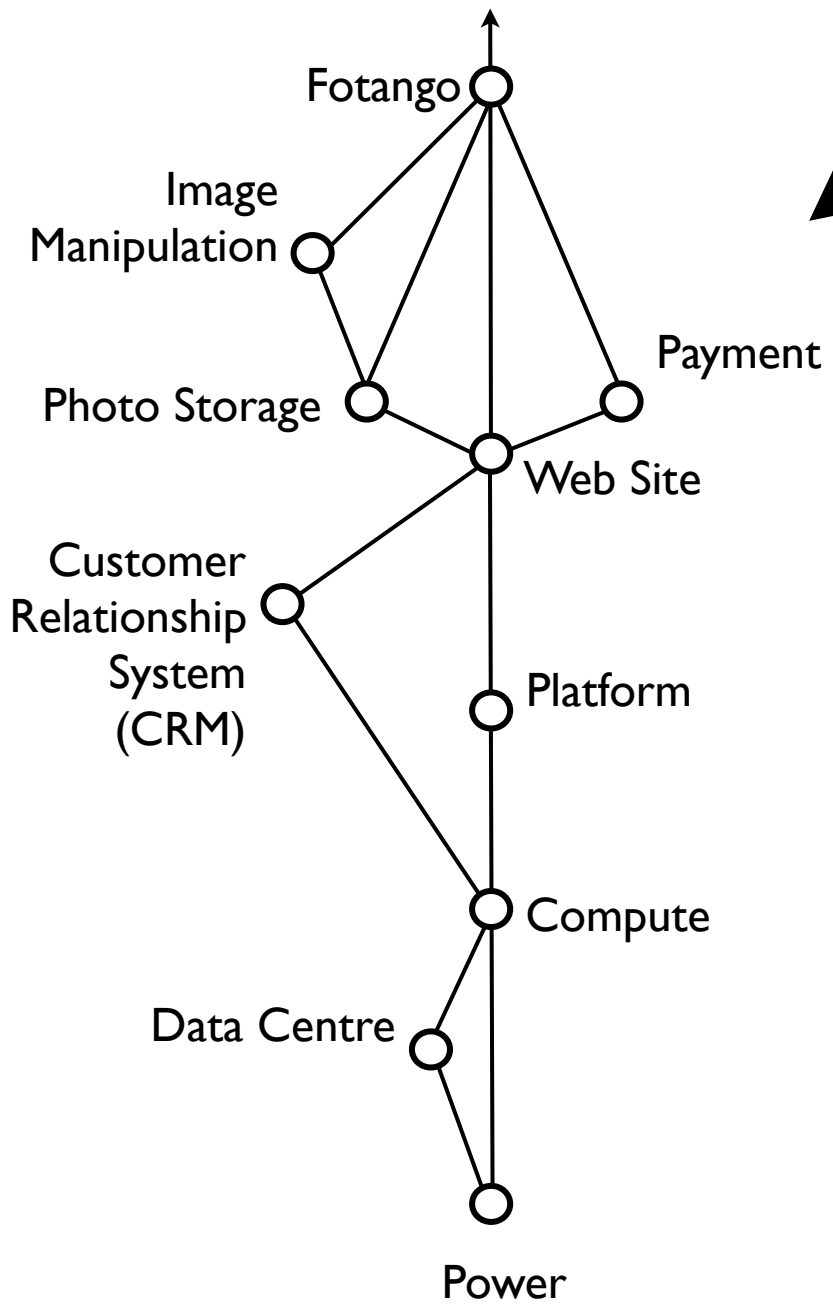 Fotango
Image
Manipulation
Payment
Photo Storage
Web Site
Customer
Relationship
System
(CRM)
Platform
Compute
Data Centre
Power